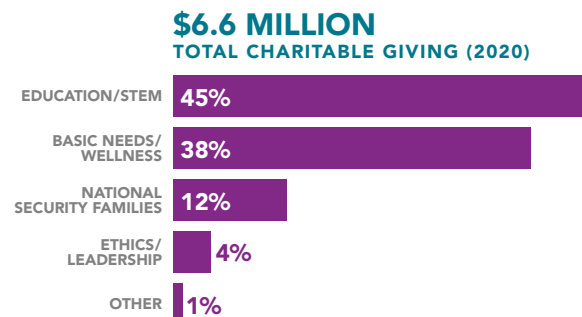 $6.6 MILLION
TOTAL CHARITABLE GIVING (2020)
EDUCATION/STEM 45%
BASIC NEEDS/
WELLNESS 38%
NATIONAL
SECURITY FAMILIES 12%
ETHICS/
LEADERSHIP 4%
OTHER 1%